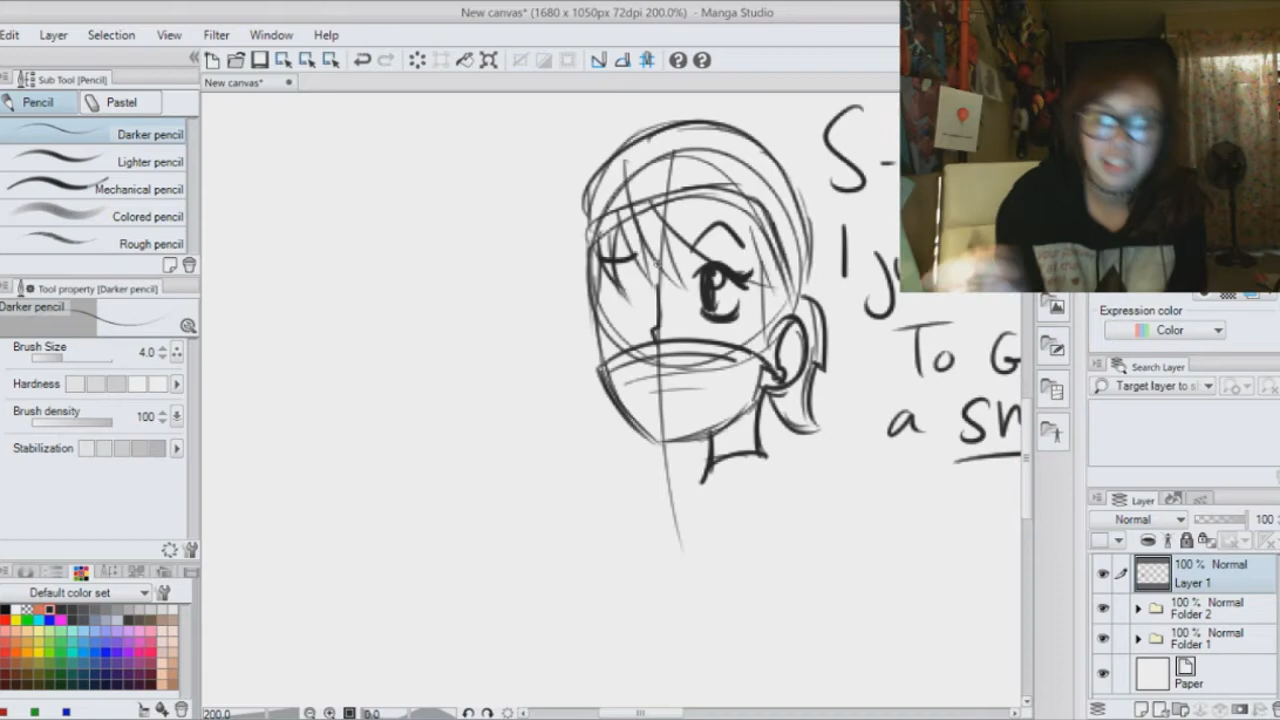 New canvas* (1680 x 1050px 72dpi 200.0%) - Manga Studio
Edit Layer Selection View Filter Window Help
New canvas*
Sub Tool [Pencil]
Pencil Pastel
Darker pencil
Lighter pencil
Mechanical pencil
Colored pencil
Rough pencil
Tool property [Darker pencil]
Darker pencil
Brush Size 4.0
Hardness
Brush density 100
Stabilization
Default color set
S-
I
To G
a
200.0 0.0
Expression color
Color
Search Layer
Target layer to
Layer
Normal 100
100 % Normal
Layer 1
100 % Normal
Folder 2
100 % Normal
Folder 1
Paper